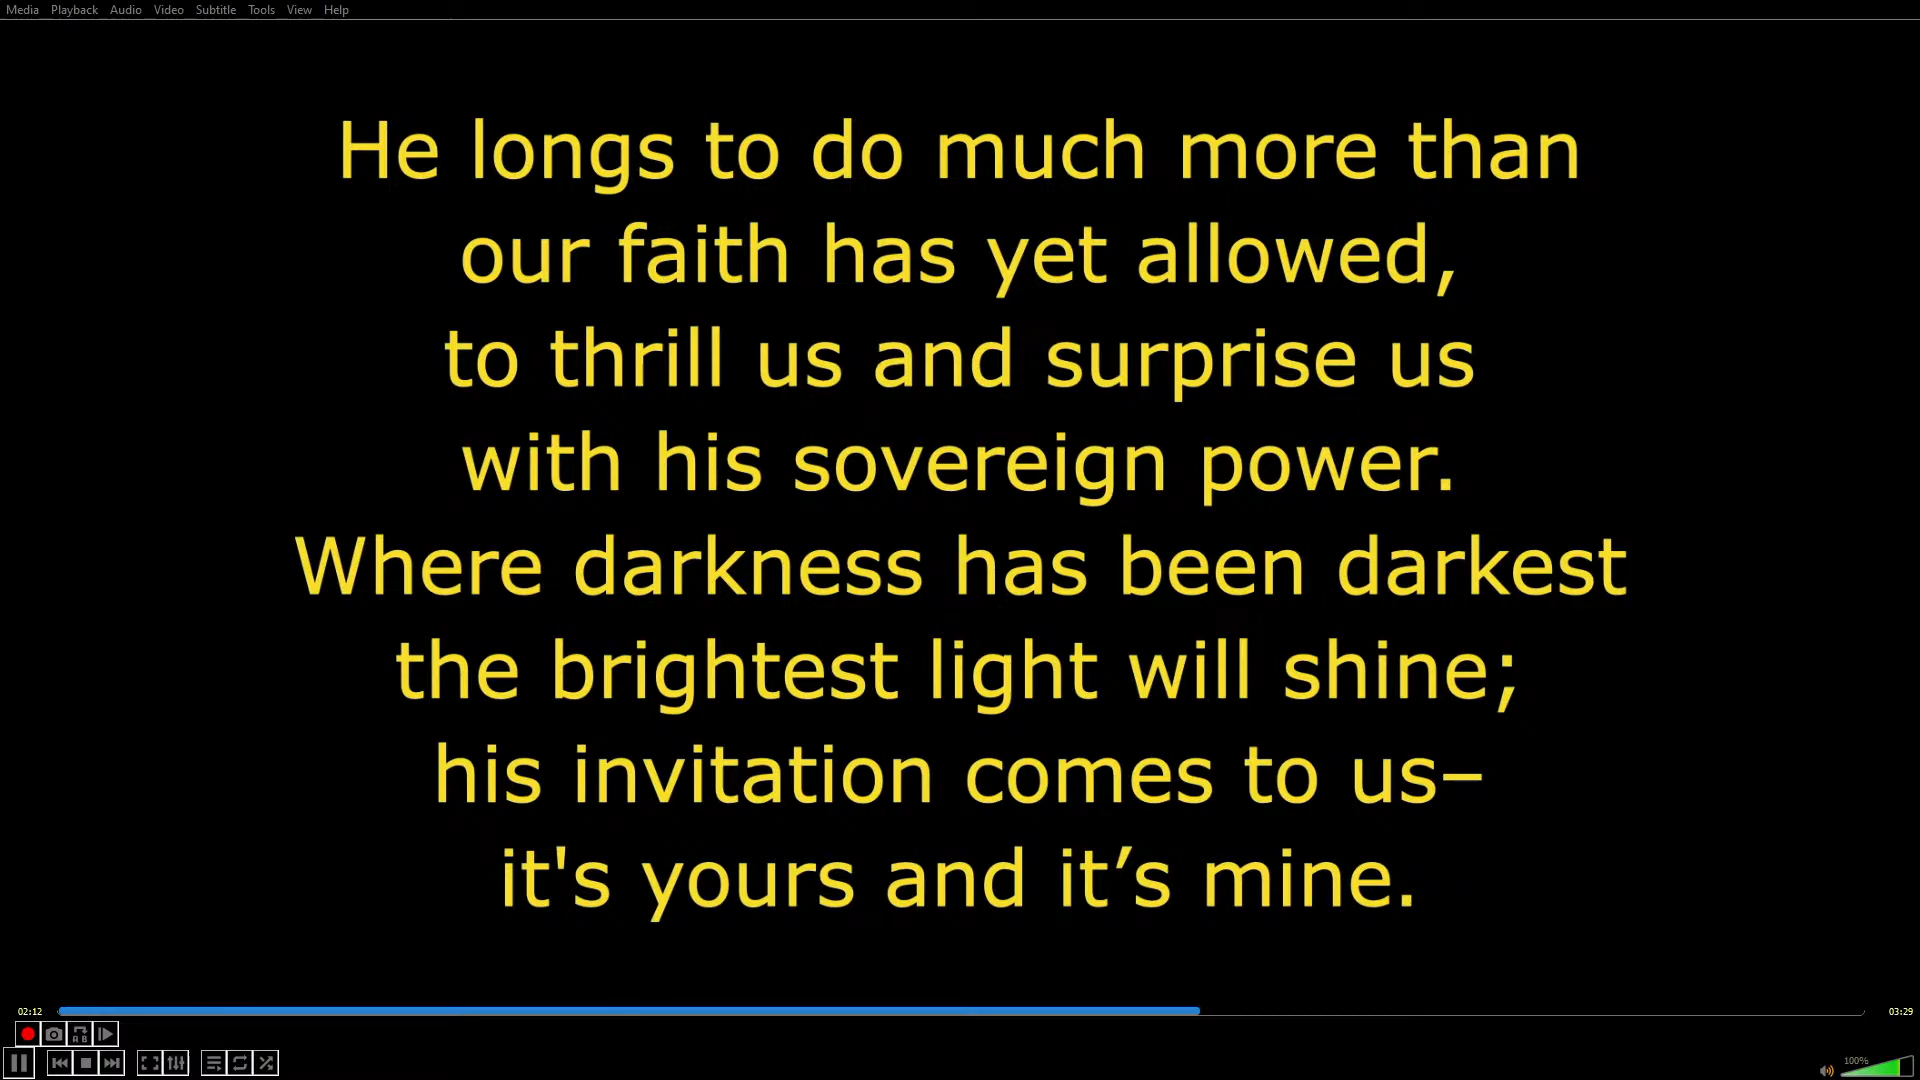 Media Playback Audio Video Subtitle Tools View Help
He longs to do much more than
our faith has yet allowed,
to thrill us and surprise us
with his sovereign power.
Where darkness has been darkest
the brightest light will shine;
his invitation comes to us–
it's yours and it’s mine.
02:12 03:29
A B
100%